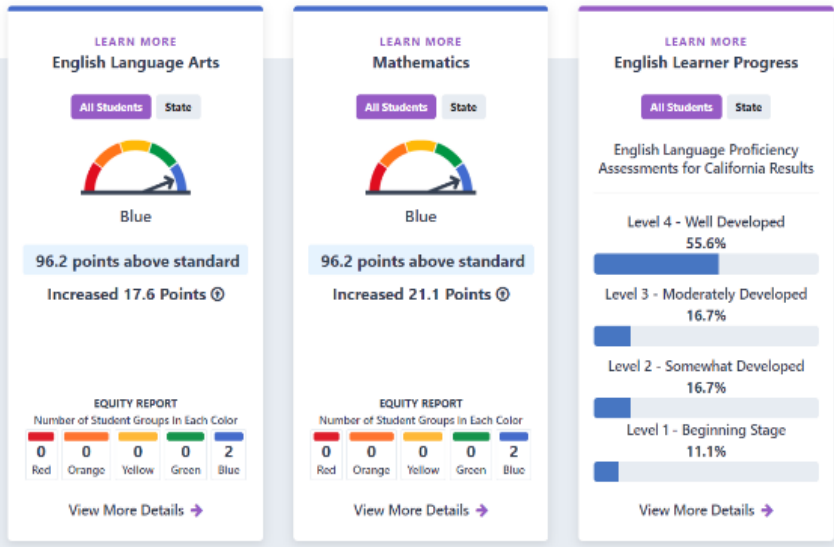 LEARN MORE
English Language Arts
All Students State
Blue
96.2 points above standard
Increased 17.6 Points
EQUITY REPORT
Number of Student Groups in Each Color
0 0 0 0 2
Red Orange Yellow Green Blue
View More Details
LEARN MORE
Mathematics
All Students State
Blue
96.2 points above standard
Increased 21.1 Points
EQUITY REPORT
Number of Student Groups in Each Color
0 0 0 0 2
Red Orange Yellow Green Blue
View More Details
LEARN MORE
English Learner Progress
All Students State
English Language Proficiency
Assessments for California Results
Level 4 - Well Developed
55.6%
Level 3 - Moderately Developed
16.7%
Level 2 - Somewhat Developed
16.7%
Level 1 - Beginning Stage
11.1%
View More Details